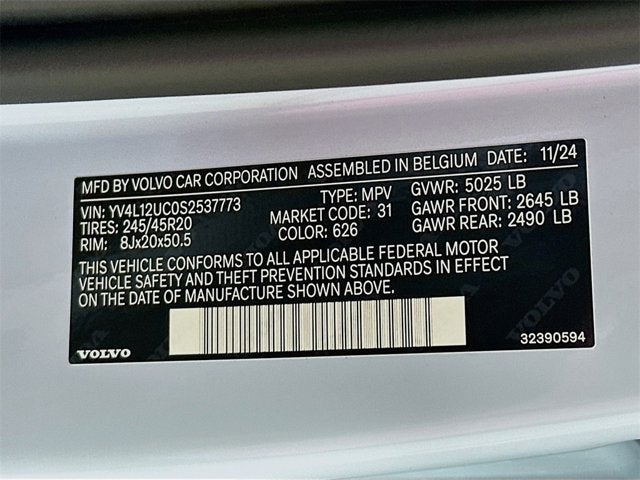 MFD BY VOLVO CAR CORPORATION ASSEMBLED IN BELGIUM DATE: 11/24
VIN: YV4L12UC0S2537773 TYPE: MPV GVWR: 5025 LB
TIRES: 245/45R20 MARKET CODE: 31 GAWR FRONT: 2645 LB
RIM: 8Jx20x50.5 COLOR: 626 GAWR REAR: 2490 LB
THIS VEHICLE CONFORMS TO ALL APPLICABLE FEDERAL MOTOR
VEHICLE SAFETY AND THEFT PREVENTION STANDARDS IN EFFECT
ON THE DATE OF MANUFACTURE SHOWN ABOVE.
VOLVO 32390594